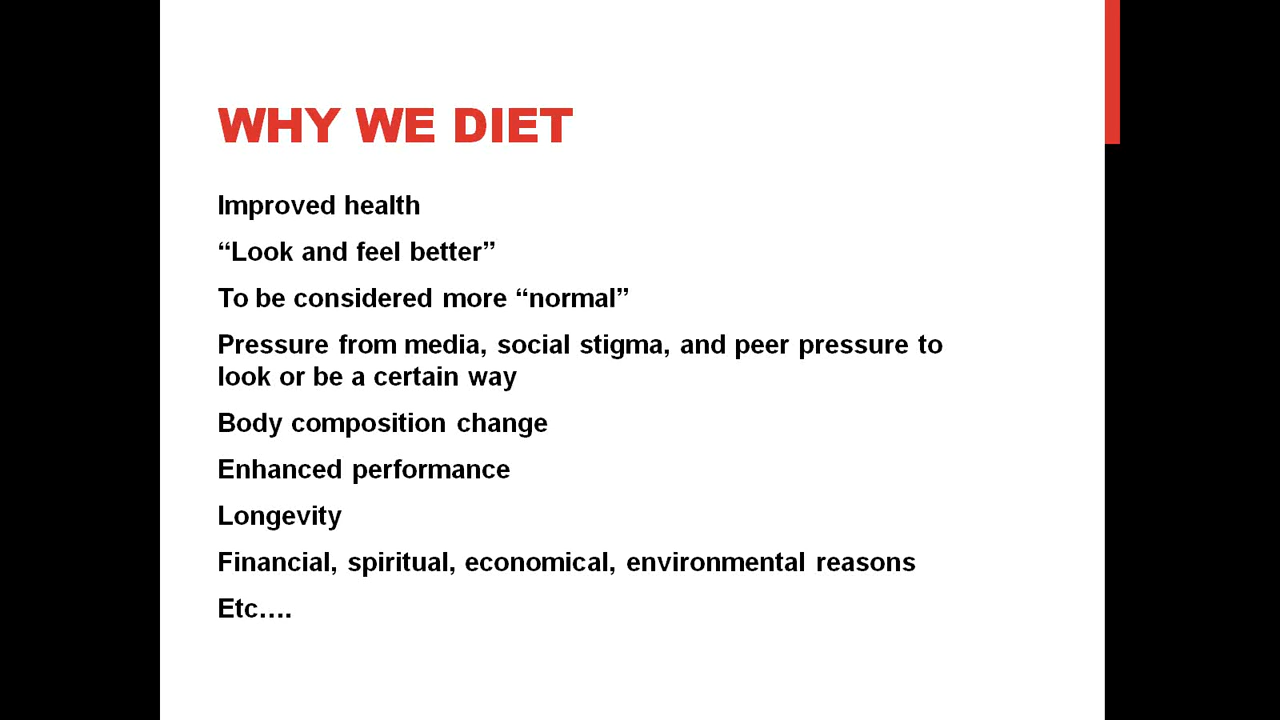 WHY WE DIET
Improved health
“Look and feel better”
To be considered more “normal”
Pressure from media, social stigma, and peer pressure to
look or be a certain way
Body composition change
Enhanced performance
Longevity
Financial, spiritual, economical, environmental reasons
Etc….